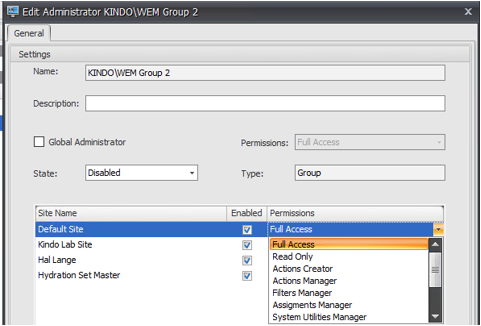 Edit Administrator KINDO\WEM Group 2
General
Settings
Name: KINDO\WEM Group 2
Description:
Global Administrator Permissions: Full Access
State: Disabled Type: Group
Site Name Enabled Permissions
Default Site Full Access
Kindo Lab Site Full Access
Hal Lange Read Only
Actions Creator
Hydration Set Master Actions Manager
Filters Manager
Assigments Manager
System Utilities Manager